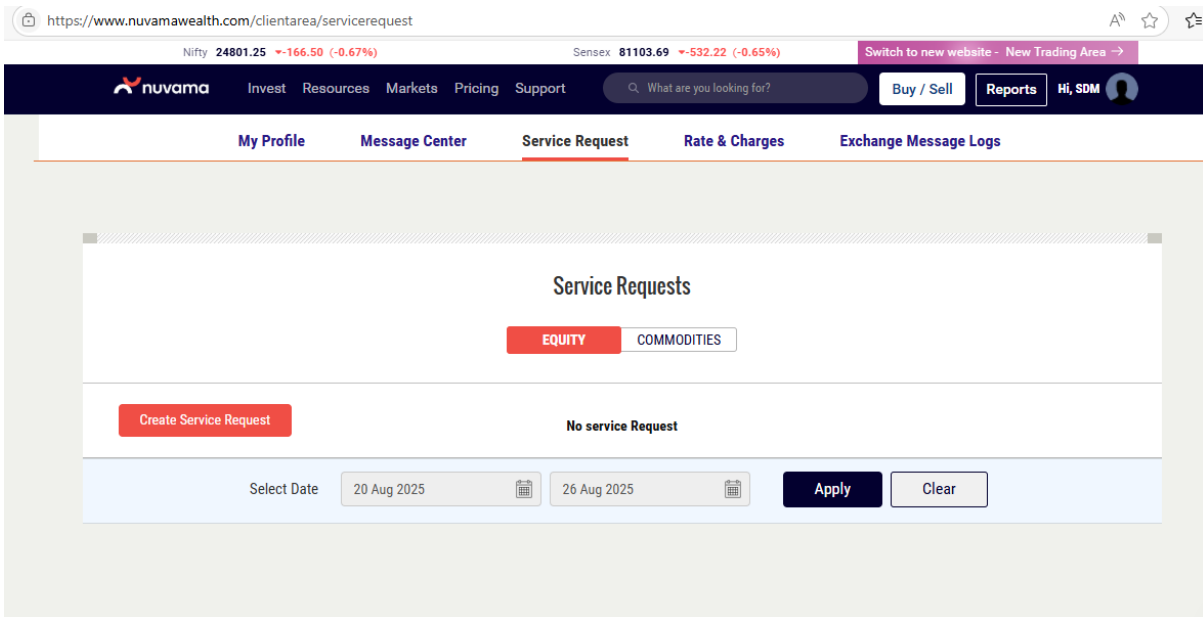 https://www.nuvamawealth.com/clientarea/servicerequest
Nifty 24801.25 -166.50 (-0.67%) Sensex 81103.69 -532.22 (-0.65%) Switch to new website - New Trading Area →
nuvama Invest Resources Markets Pricing Support What are you looking for? Buy / Sell Reports Hi, SDM
My Profile Message Center Service Request Rate & Charges Exchange Message Logs
Service Requests
EQUITY COMMODITIES
Create Service Request No service Request
Select Date 20 Aug 2025 26 Aug 2025 Apply Clear